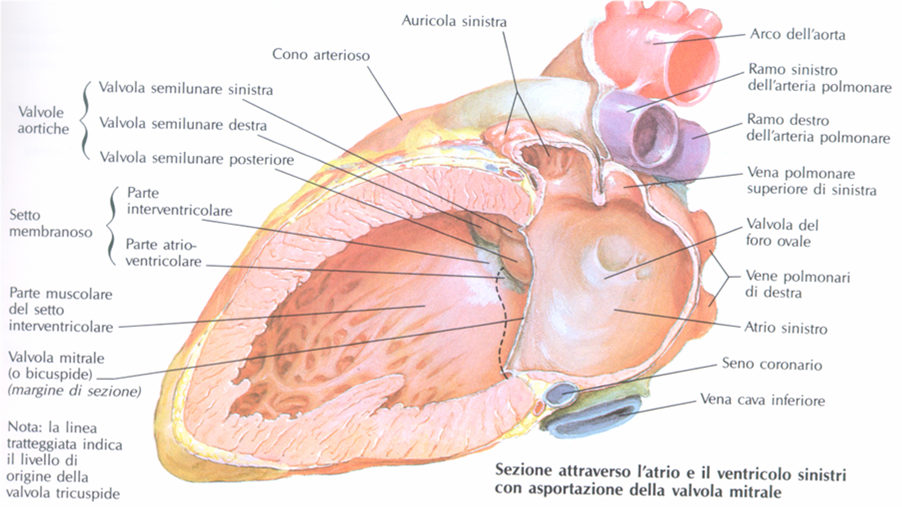 Auricola sinistra
Cono arterioso
Valvole
aortiche
Valvola semilunare sinistra
Valvola semilunare destra
Valvola semilunare posteriore
Setto
membranoso
Parte
interventricolare
Parte atrio-
ventricolare
Parte muscolare
del setto
interventricolare
Valvola mitrale
(o bicuspide)
(margine di sezione)
Nota: la linea
tratteggiata indica
il livello di
origine della
valvola tricuspide
Arco dell'aorta
Ramo sinistro
dell'arteria polmonare
Ramo destro
dell'arteria polmonare
Vena polmonare
superiore di sinistra
Valvola del
foro ovale
Vene polmonari
di destra
Atrio sinistro
Seno coronario
Vena cava inferiore
Sezione attraverso l'atrio e il ventricolo sinistri
con asportazione della valvola mitrale